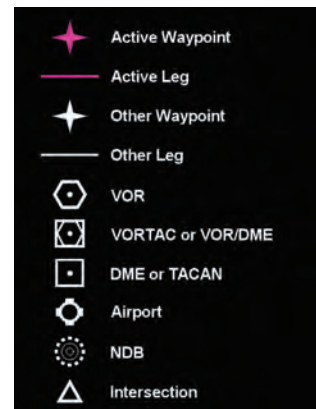 Active Waypoint
Active Leg
Other Waypoint
Other Leg
VOR
VORTAC or VOR/DME
DME or TACAN
Airport
NDB
Intersection